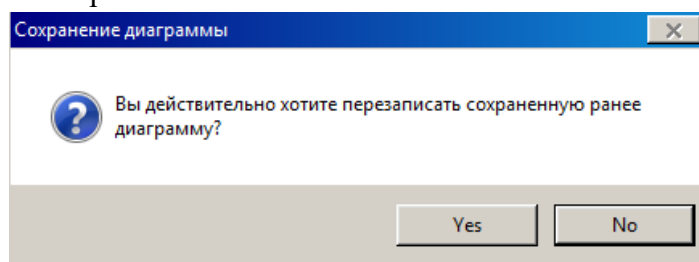 Сохранение диаграммы
Вы действительно хотите перезаписать сохраненную ранее
диаграмму?
Yes
No